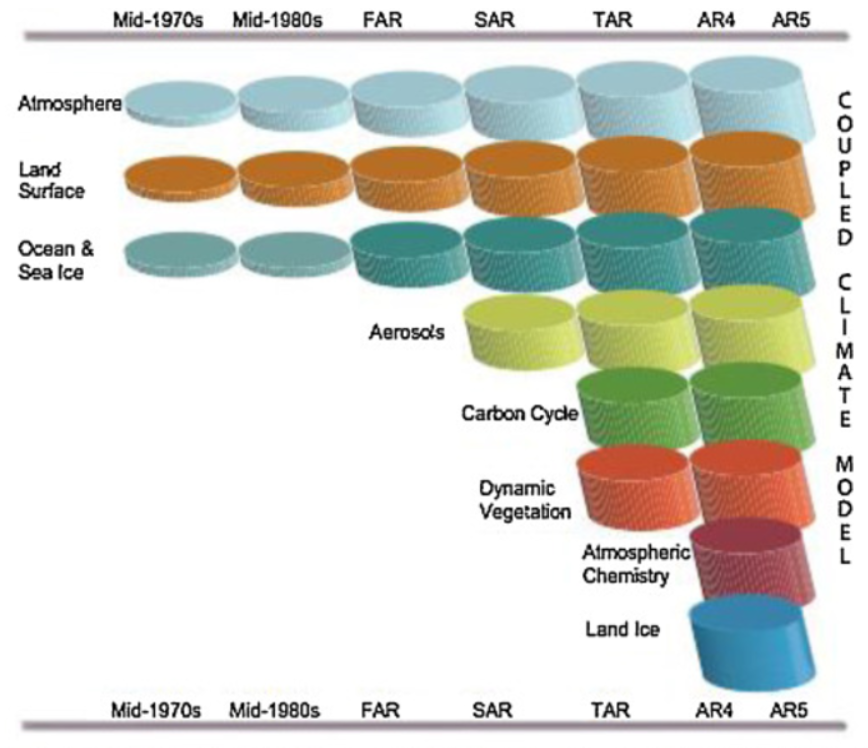 Mid-1970s Mid-1980s FAR SAR TAR AR4 AR5
Atmosphere
Land
Surface
Ocean &
Sea Ice
Aerosols
Carbon Cycle
Dynamic
Vegetation
Atmospheric
Chemistry
Land Ice
COUPLED CLIMATE MODEL
Mid-1970s Mid-1980s FAR SAR TAR AR4 AR5